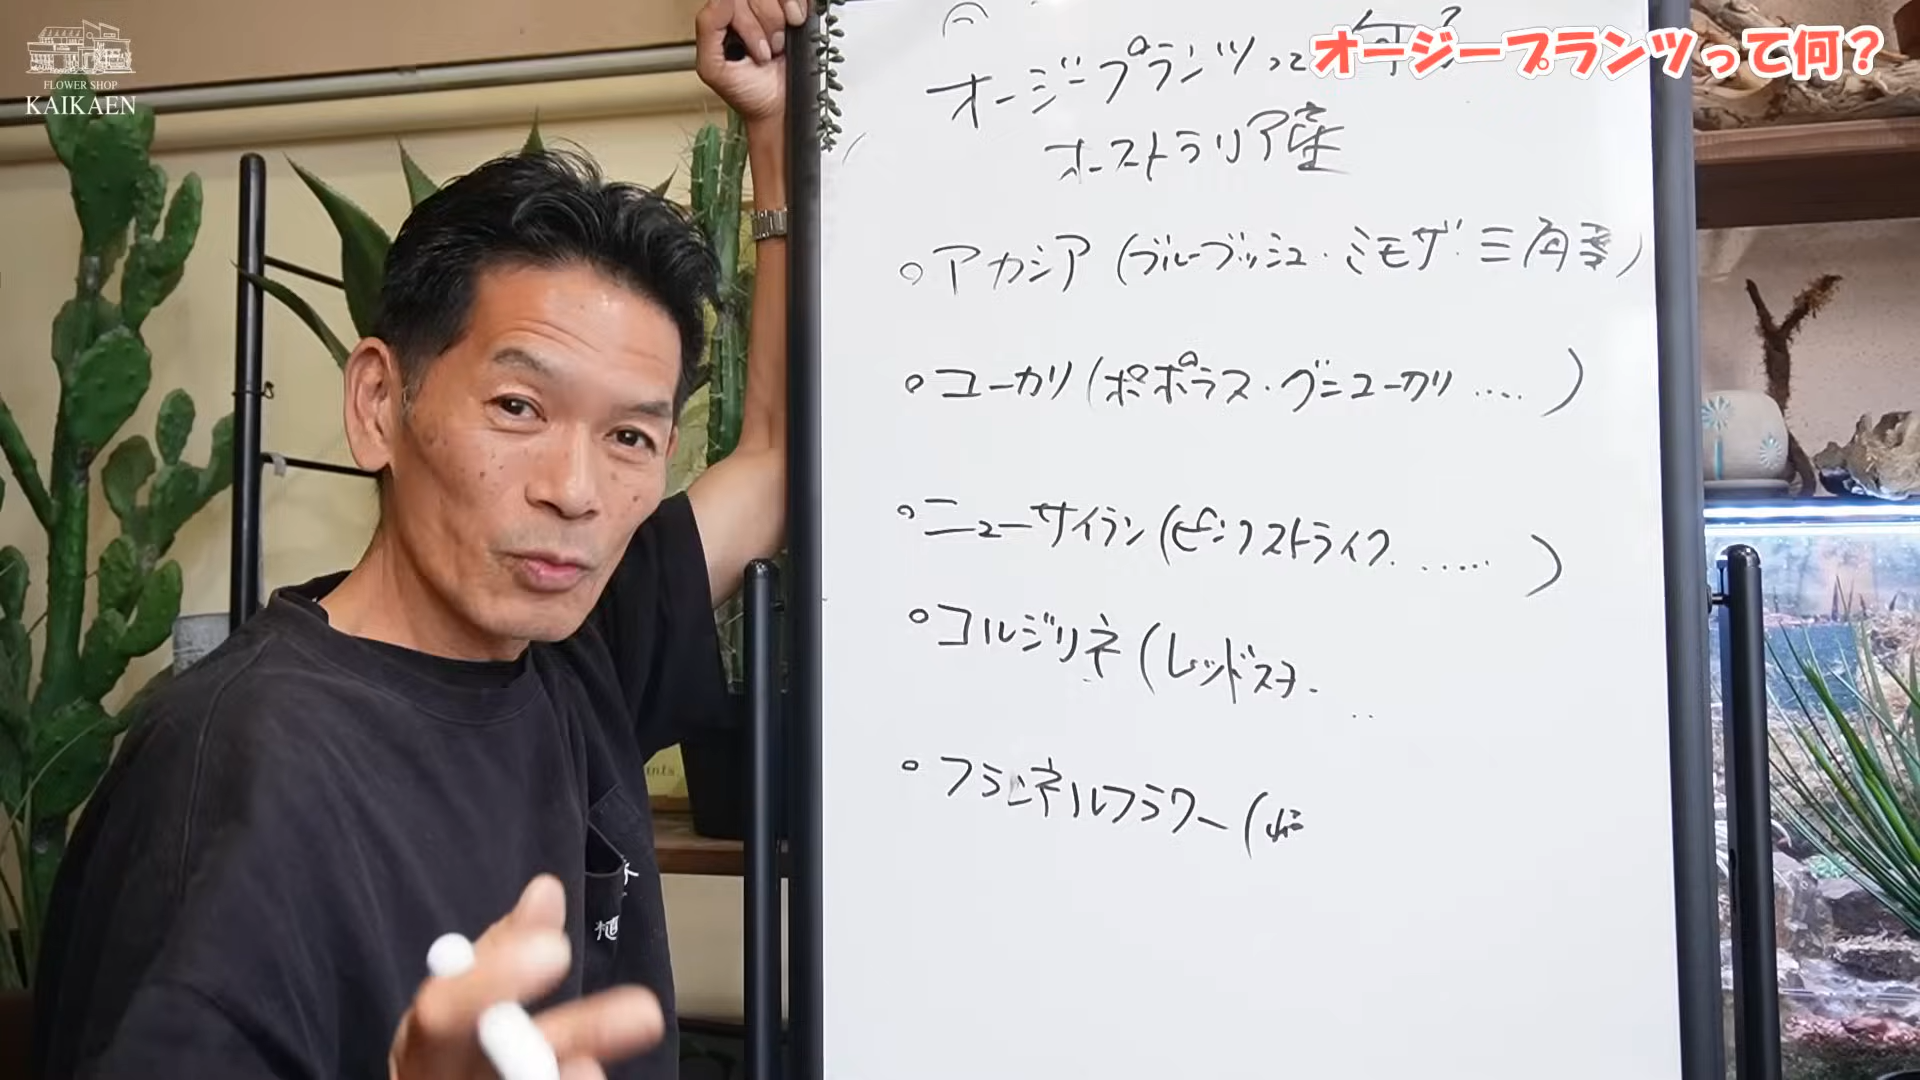 FLOWER SHOP
KAIKAEN
オージープランツって何?
オージープランツって何?
オーストラリア産
アカシア(ブルーブッシュ・ミモザ・三角葉)
ユーカリ(ポポラス・グニユーカリ ....)
ニューサイラン(ピンクストライク......)
コルジリネ(レッドスター...
フランネルフラワー(